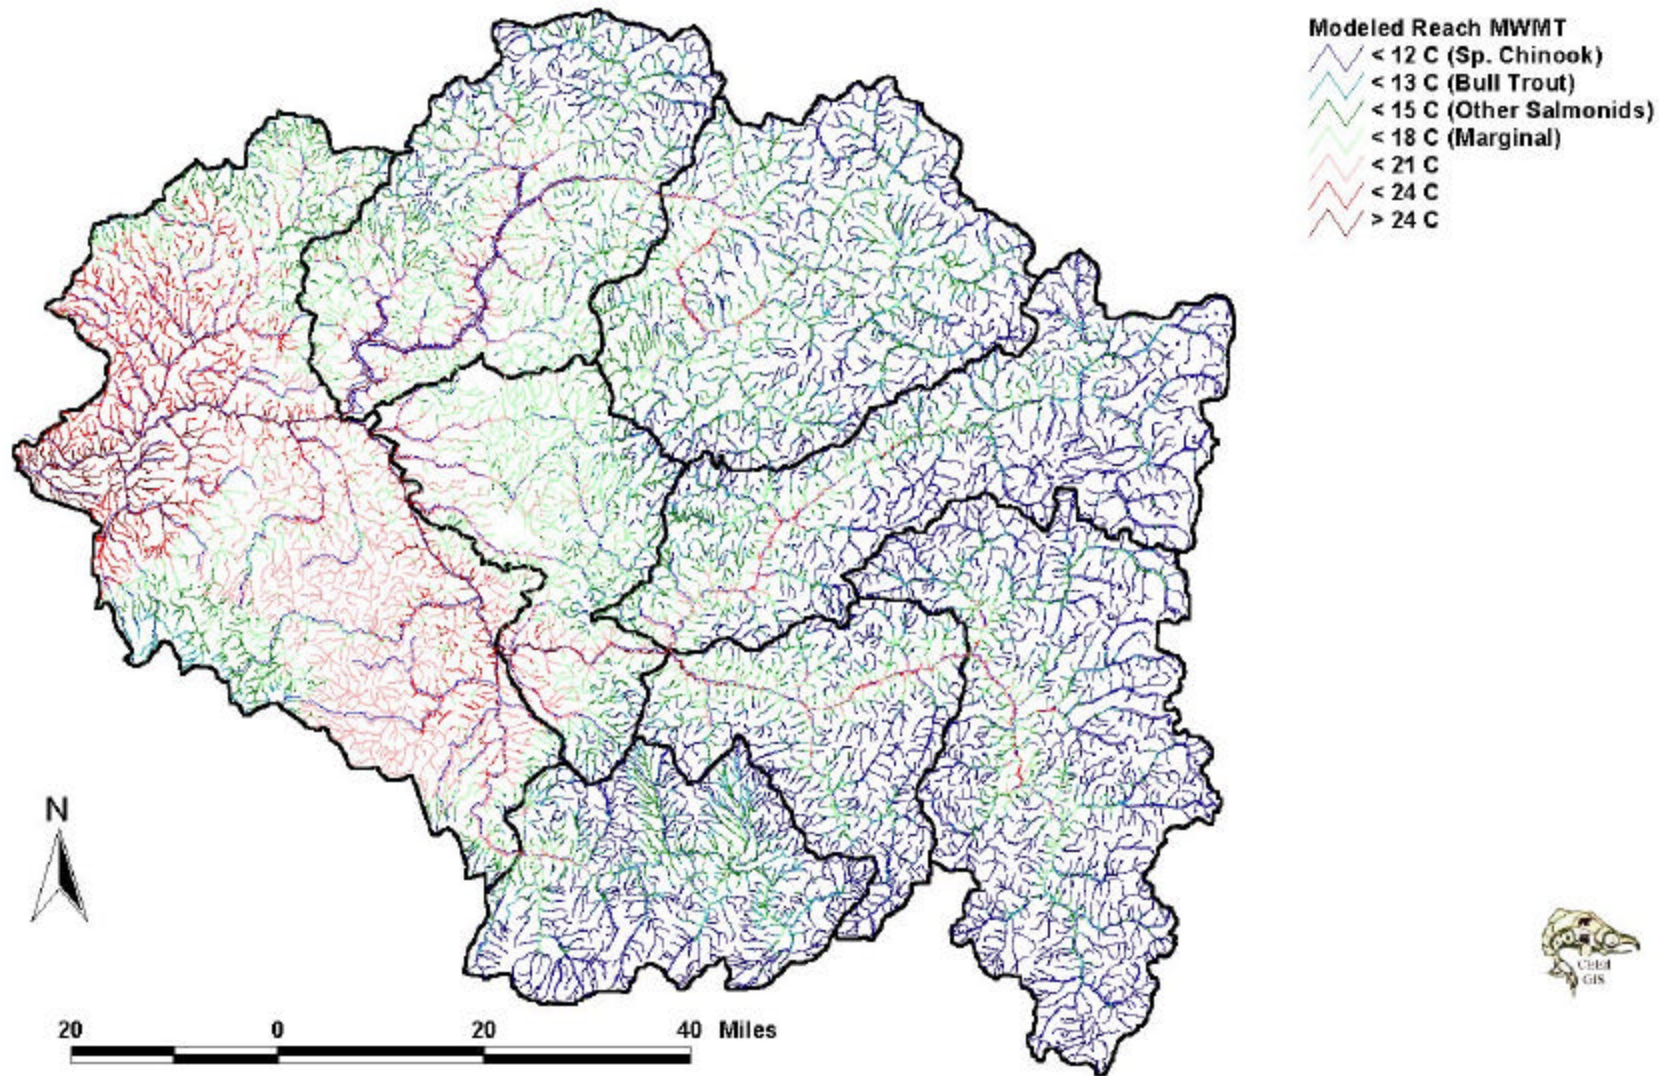 Modeled Reach MWMT
< 12 C (Sp. Chinook)
< 13 C (Bull Trout)
< 15 C (Other Salmonids)
< 18 C (Marginal)
< 21 C
< 24 C
> 24 C
N
20 0 20 40 Miles
GIS